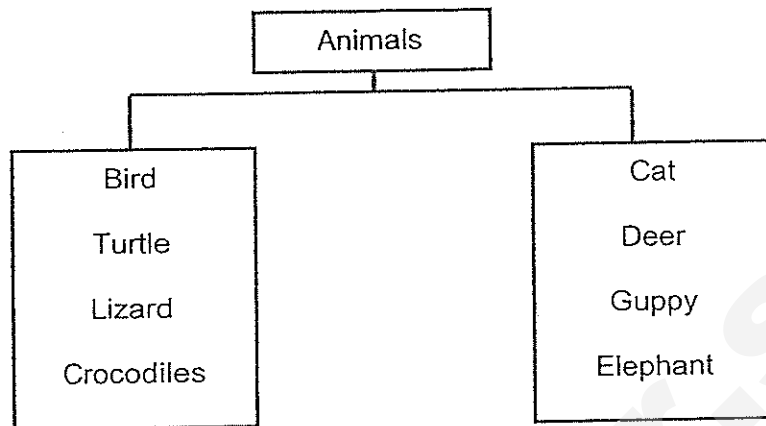 Animals
Bird
Turtle
Lizard
Crocodiles
Cat
Deer
Guppy
Elephant